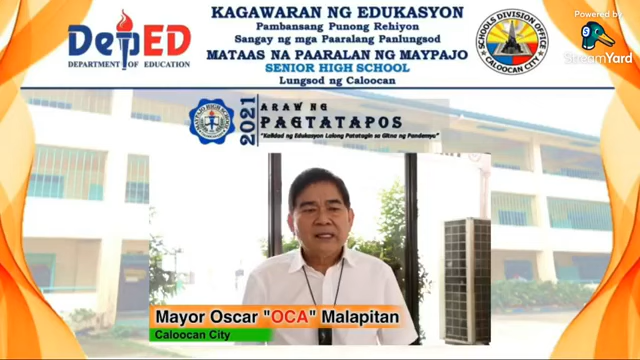 KAGAWARAN NG EDUKASYON
Pambansang Punong Rehiyon
Sangay ng mga Paaralang Panlungsod
MATAAS NA PAARALAN NG MAYPAJO
SENIOR HIGH SCHOOL
Lungsod ng Caloocan
DepED
DEPARTMENT OF EDUCATION
SCHOOLS DIVISION OFFICE
CALOOCAN CITY
Powered by
StreamYard
2021
ARAW NG
PAGTATAPOS
"Kalidad ng Edukasyon Lalong Patatagin sa Gitna ng Pandemya"
Mayor Oscar "OCA" Malapitan
Caloocan City